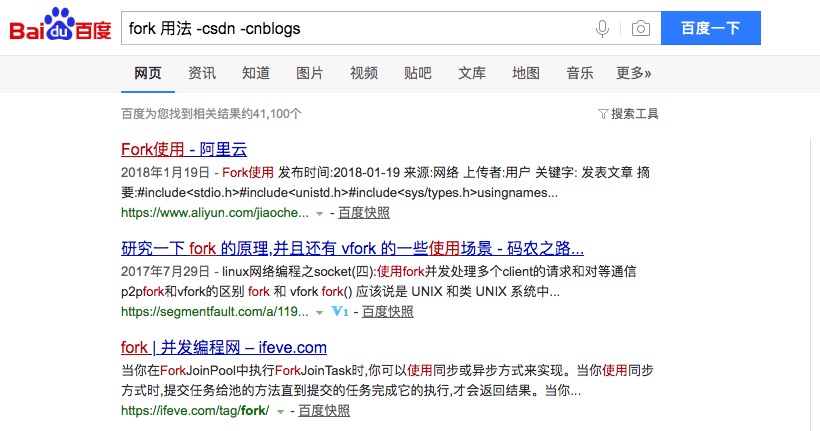 Bai du 百度
fork 用法 -csdn -cnblogs
百度一下
网页 资讯 知道 图片 视频 贴吧 文库 地图 音乐 更多»
百度为您找到相关结果约41,100个
搜索工具
Fork使用 - 阿里云
2018年1月19日 - Fork使用 发布时间:2018-01-19 来源:网络 上传者:用户 关键字: 发表文章 摘
要:#include<stdio.h>#include<unistd.h>#include<sys/types.h>usingnames...
https://www.aliyun.com/jiaoche... - 百度快照
研究一下 fork 的原理,并且还有 vfork 的一些使用场景 - 码农之路...
2017年7月29日 - linux网络编程之socket(四):使用fork并发处理多个client的请求和对等通信
p2pfork和vfork的区别 fork 和 vfork fork() 应该说是 UNIX 和类 UNIX 系统中...
https://segmentfault.com/a/119... V1 - 百度快照
fork | 并发编程网 – ifeve.com
当你在ForkJoinPool中执行ForkJoinTask时,你可以使用同步或异步方式来实现。当你使用同步
方式时,提交任务给池的方法直到提交的任务完成它的执行,才会返回结果。当你...
https://ifeve.com/tag/fork/ - 百度快照